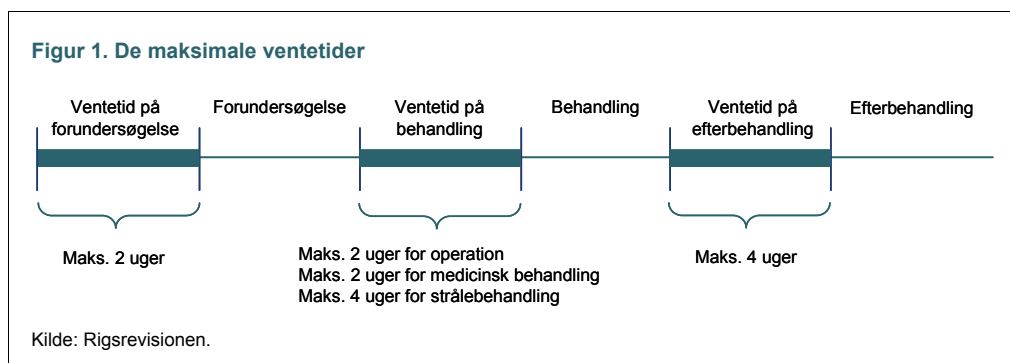 Figur 1. De maksimale ventetider
Ventetid på
forundersøgelse
Forundersøgelse
Ventetid på
behandling
Behandling
Ventetid på
efterbehandling
Efterbehandling
Maks. 2 uger
Maks. 2 uger for operation
Maks. 2 uger for medicinsk behandling
Maks. 4 uger for strålebehandling
Maks. 4 uger
Kilde: Rigsrevisionen.